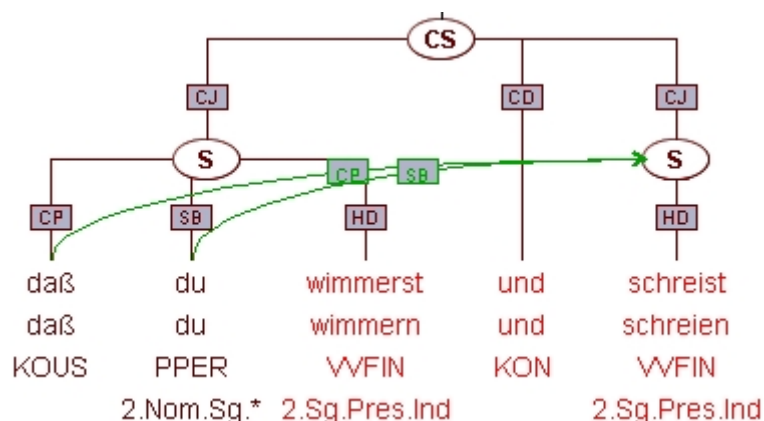 CS
CJ CD CJ
S CP SB S
CP SB HD HD
daß du wimmerst und schreist
daß du wimmern und schreien
KOUS PPER VVFIN KON VVFIN
2.Nom.Sg.* 2.Sg.Pres.Ind 2.Sg.Pres.Ind